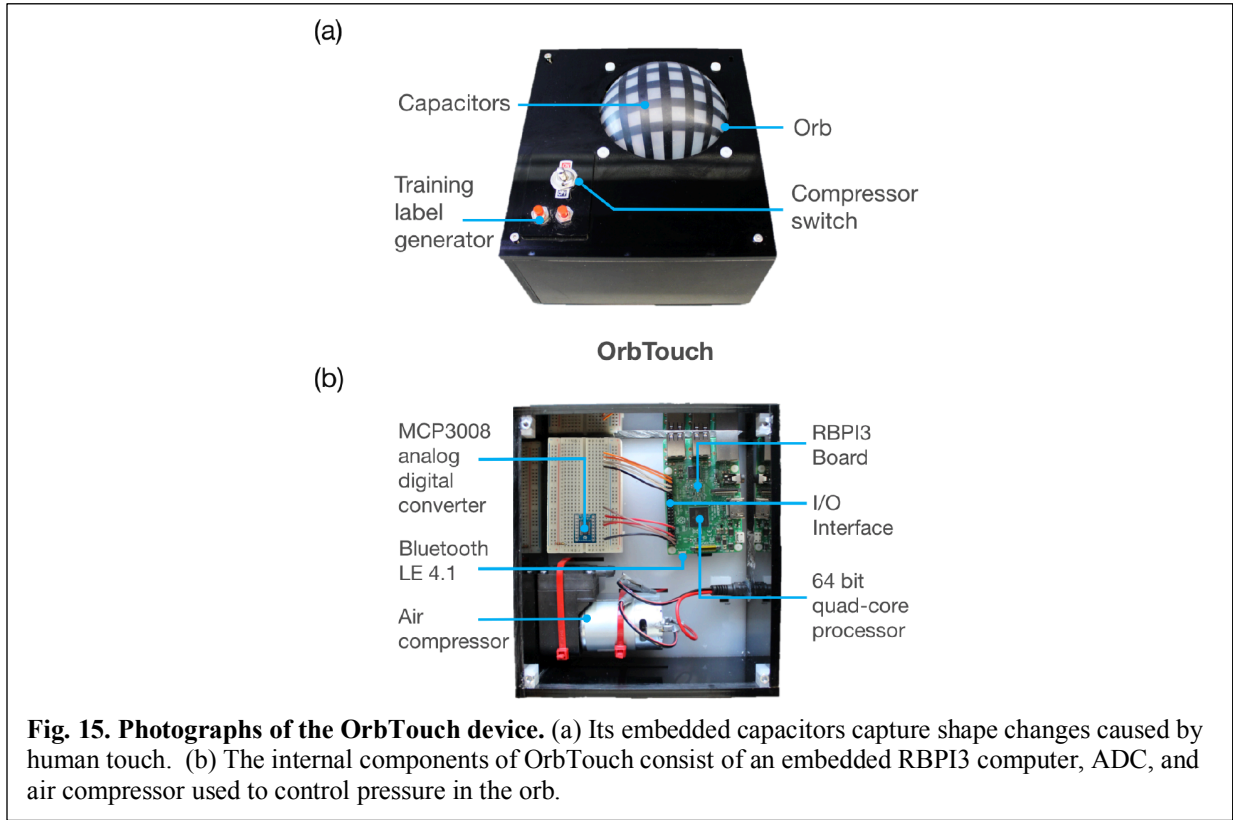 (a)
Capacitors
Orb
Training
label
generator
Compressor
switch
OrbTouch
(b)
MCP3008
analog
digital
converter
RBPI3
Board
I/O
Interface
Bluetooth
LE 4.1
64 bit
quad-core
processor
Air
compressor
Fig. 15. Photographs of the OrbTouch device. (a) Its embedded capacitors capture shape changes caused by
human touch.  (b) The internal components of OrbTouch consist of an embedded RBPI3 computer, ADC, and
air compressor used to control pressure in the orb.